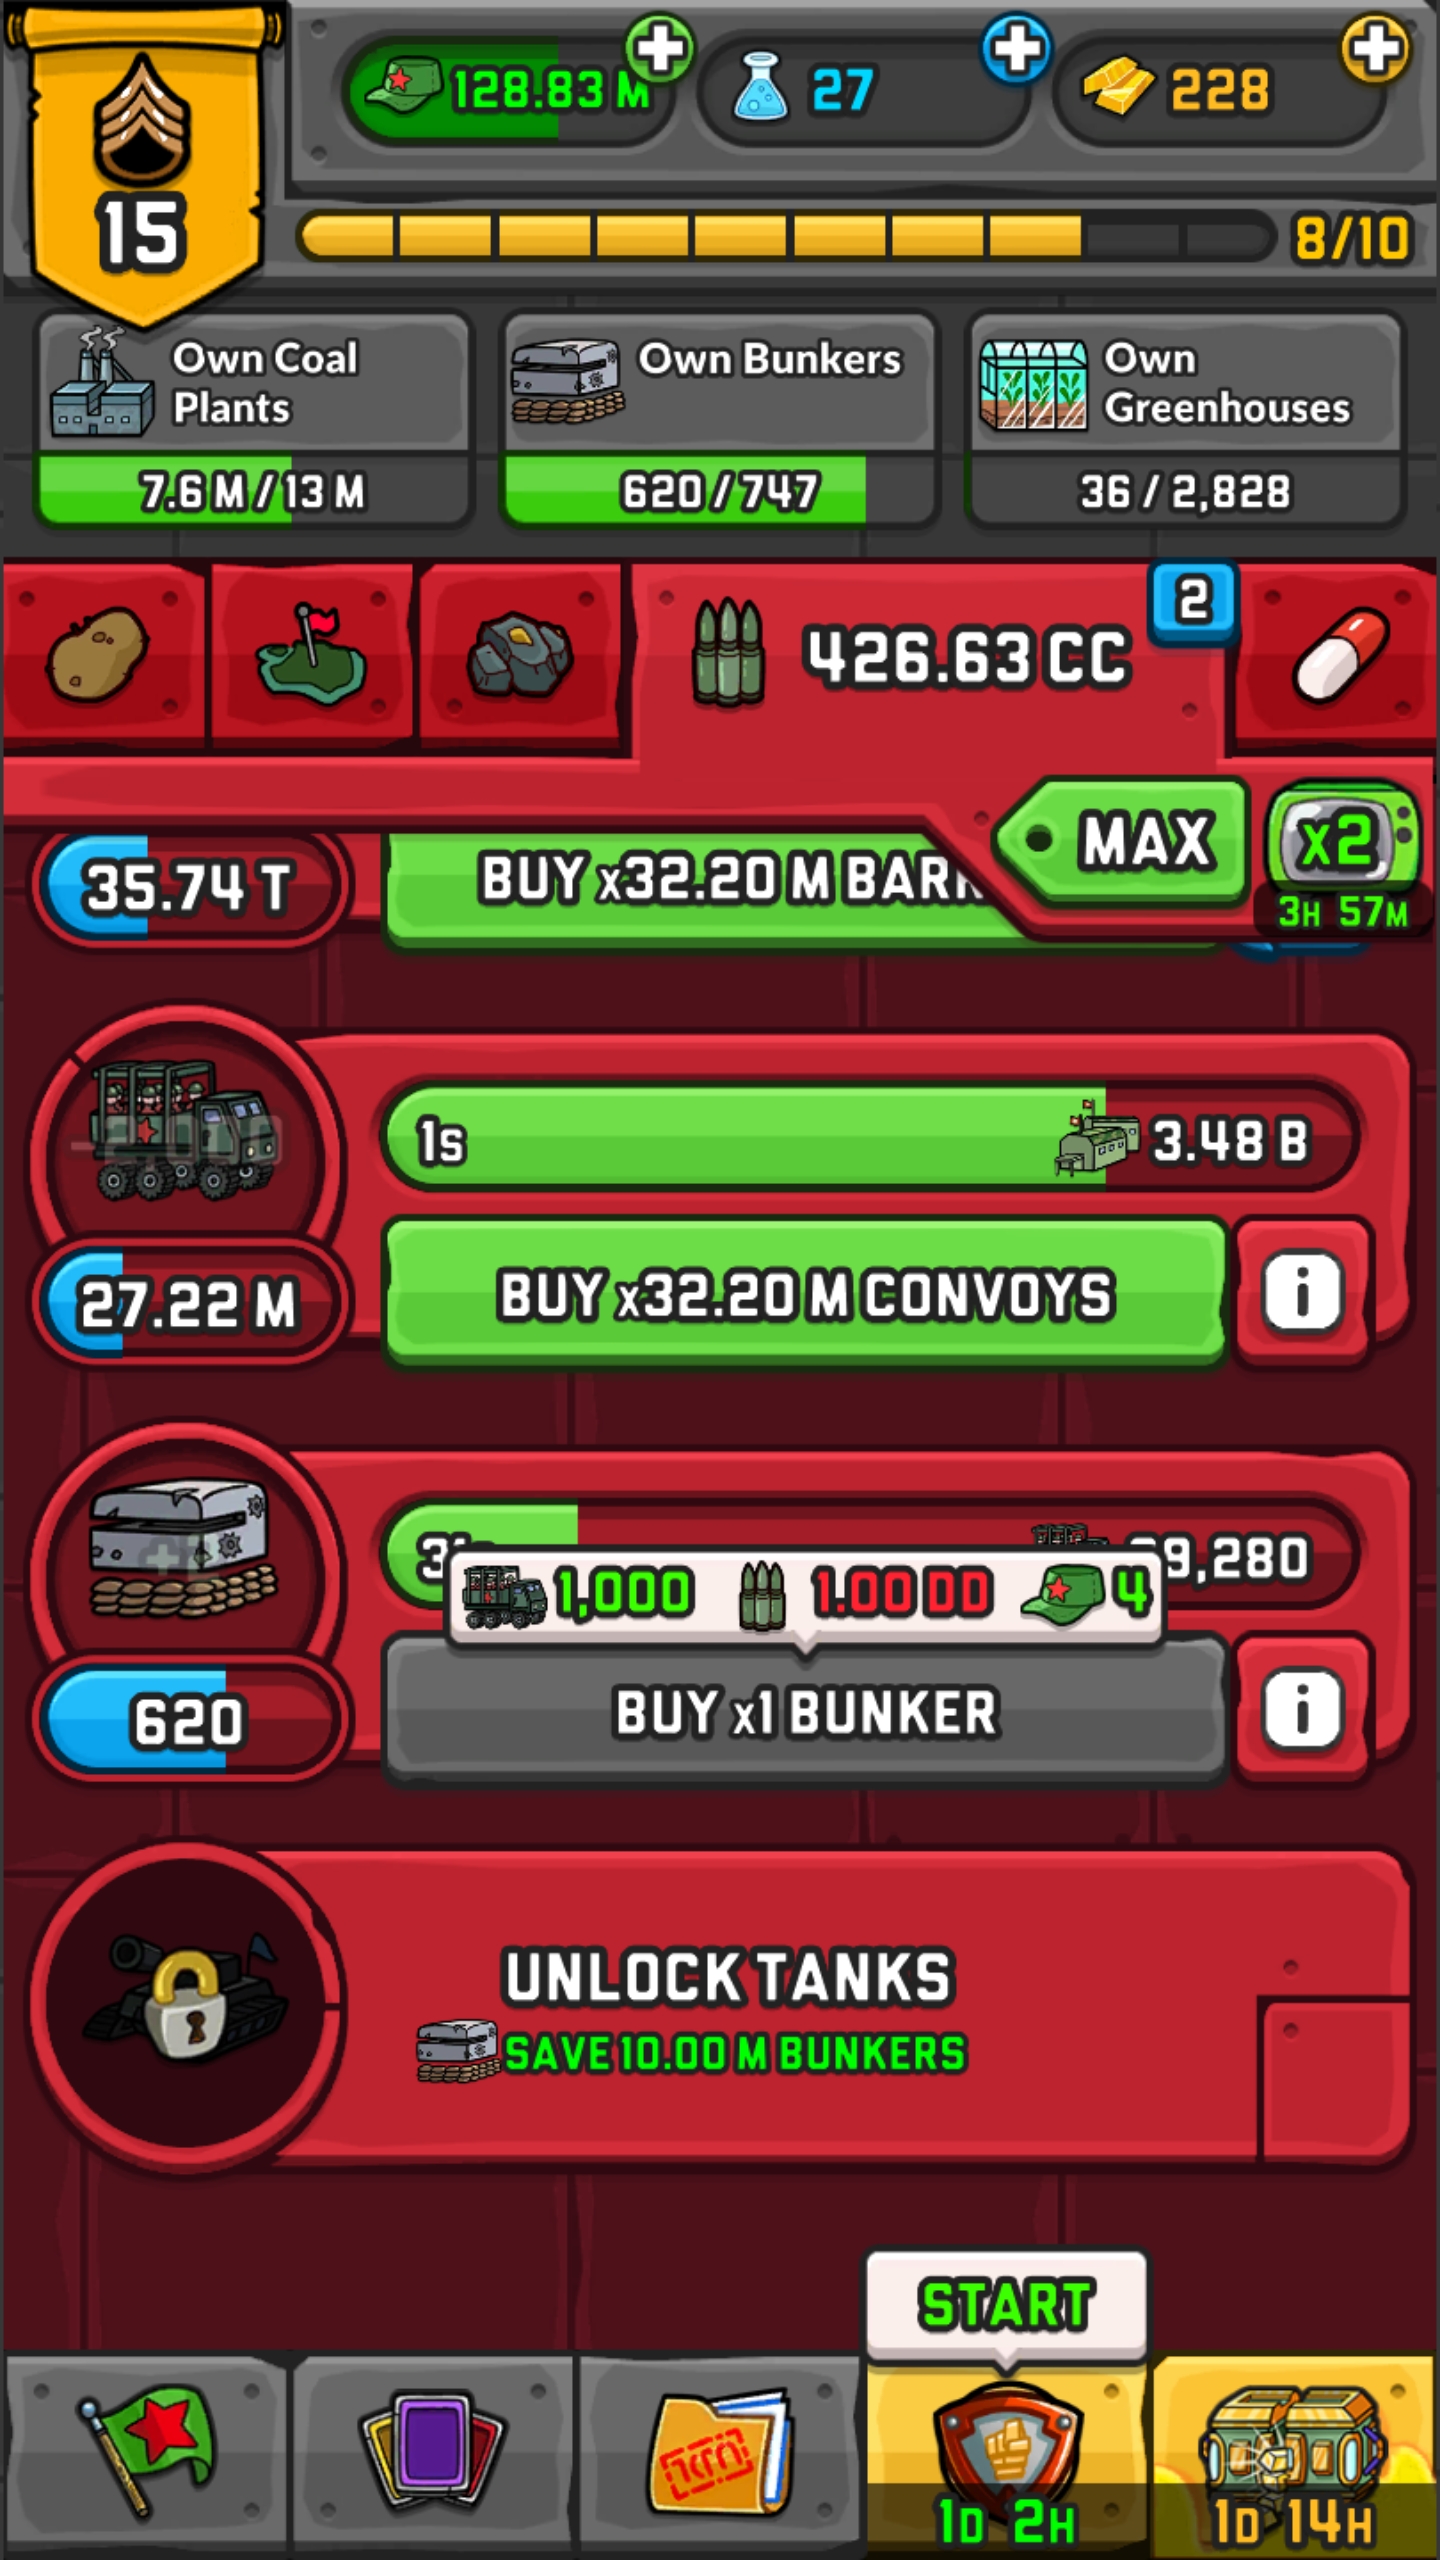 128.83 M
27
228
15
8/10
Own Coal
Plants
7.6 M / 13 M
Own Bunkers
620 / 747
Own
Greenhouses
36 / 2,828
426.63 CC
2
MAX
x2
3H 57M
35.74 T
BUY x32.20 M
1s
3.48 B
27.22 M
BUY x32.20 M CONVOYS
i
9,280
1,000
1.00 DD
4
620
BUY x1 BUNKER
i
UNLOCK TANKS
SAVE 10.00 M BUNKERS
START
1D 2H
1D 14H